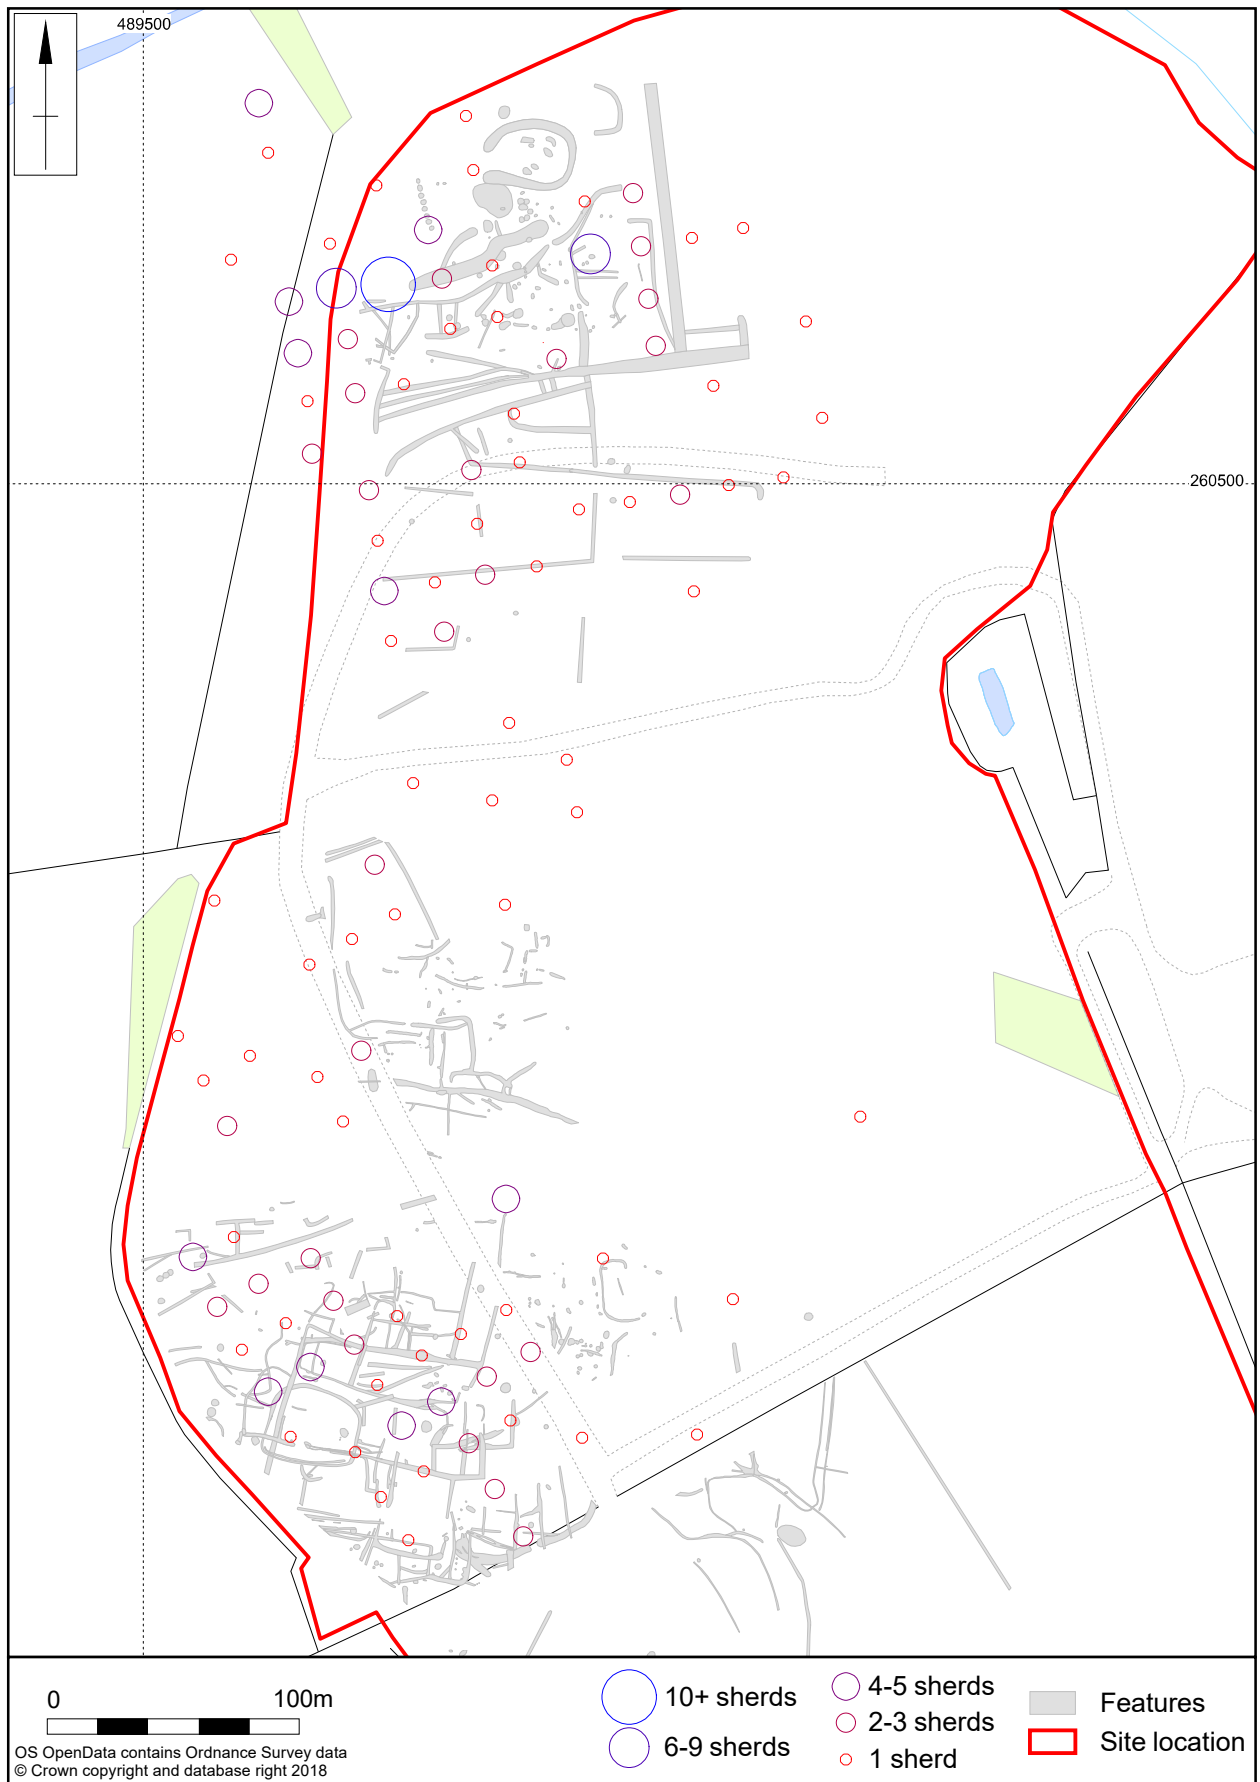 489500
260500
0 100m
OS OpenData contains Ordnance Survey data
© Crown copyright and database right 2018
10+ sherds
6-9 sherds
4-5 sherds
2-3 sherds
1 sherd
Features
Site location